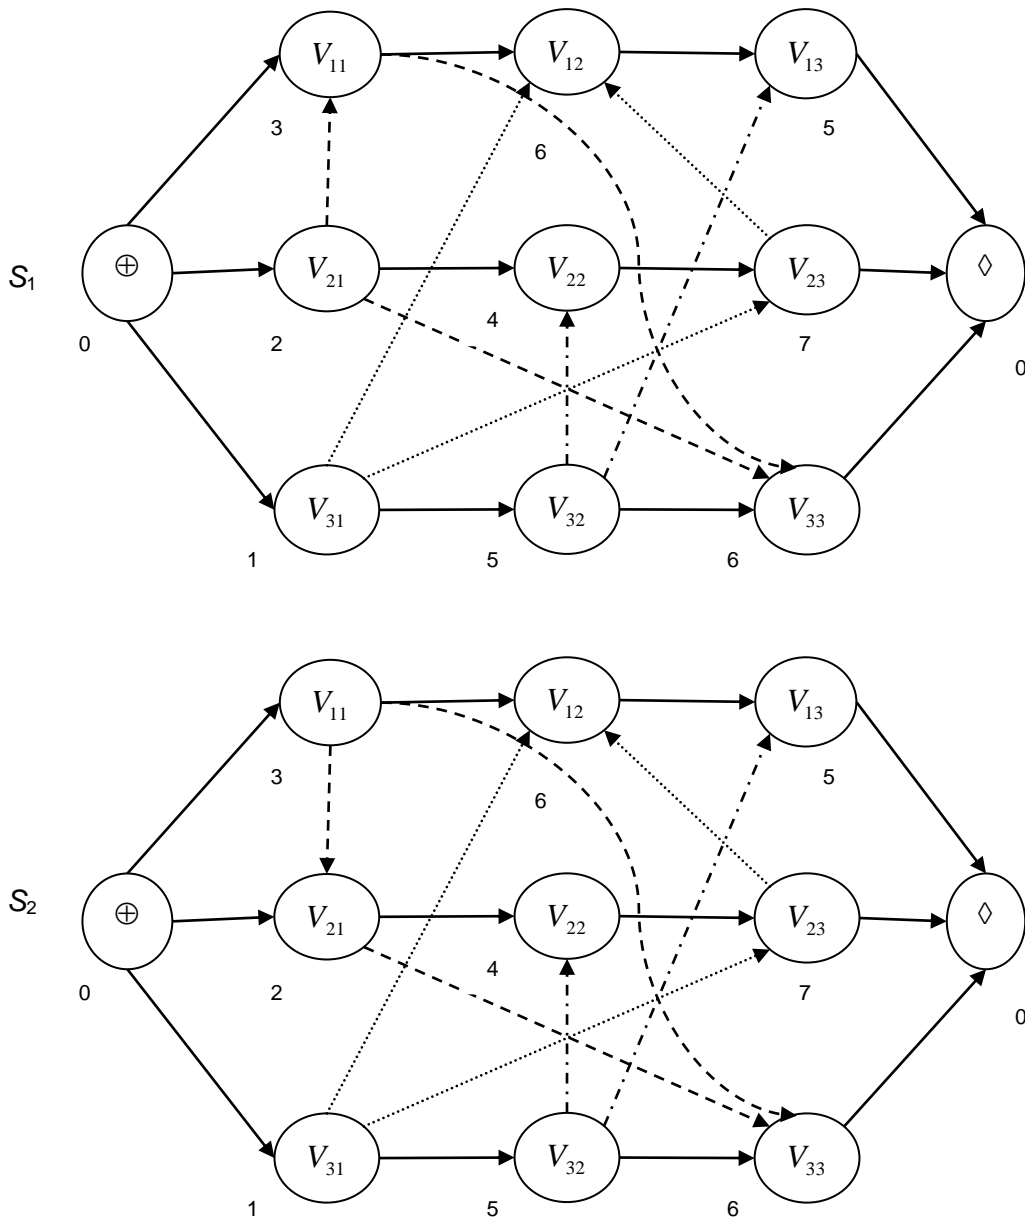 V₁₁ V₁₂ V₁₃
3 6 5
S₁ ⊕ V₂₁ V₂₂ V₂₃ ◊
0 2 4 7 0
V₃₁ V₃₂ V₃₃
1 5 6
V₁₁ V₁₂ V₁₃
3 6 5
S₂ ⊕ V₂₁ V₂₂ V₂₃ ◊
0 2 4 7 0
V₃₁ V₃₂ V₃₃
1 5 6